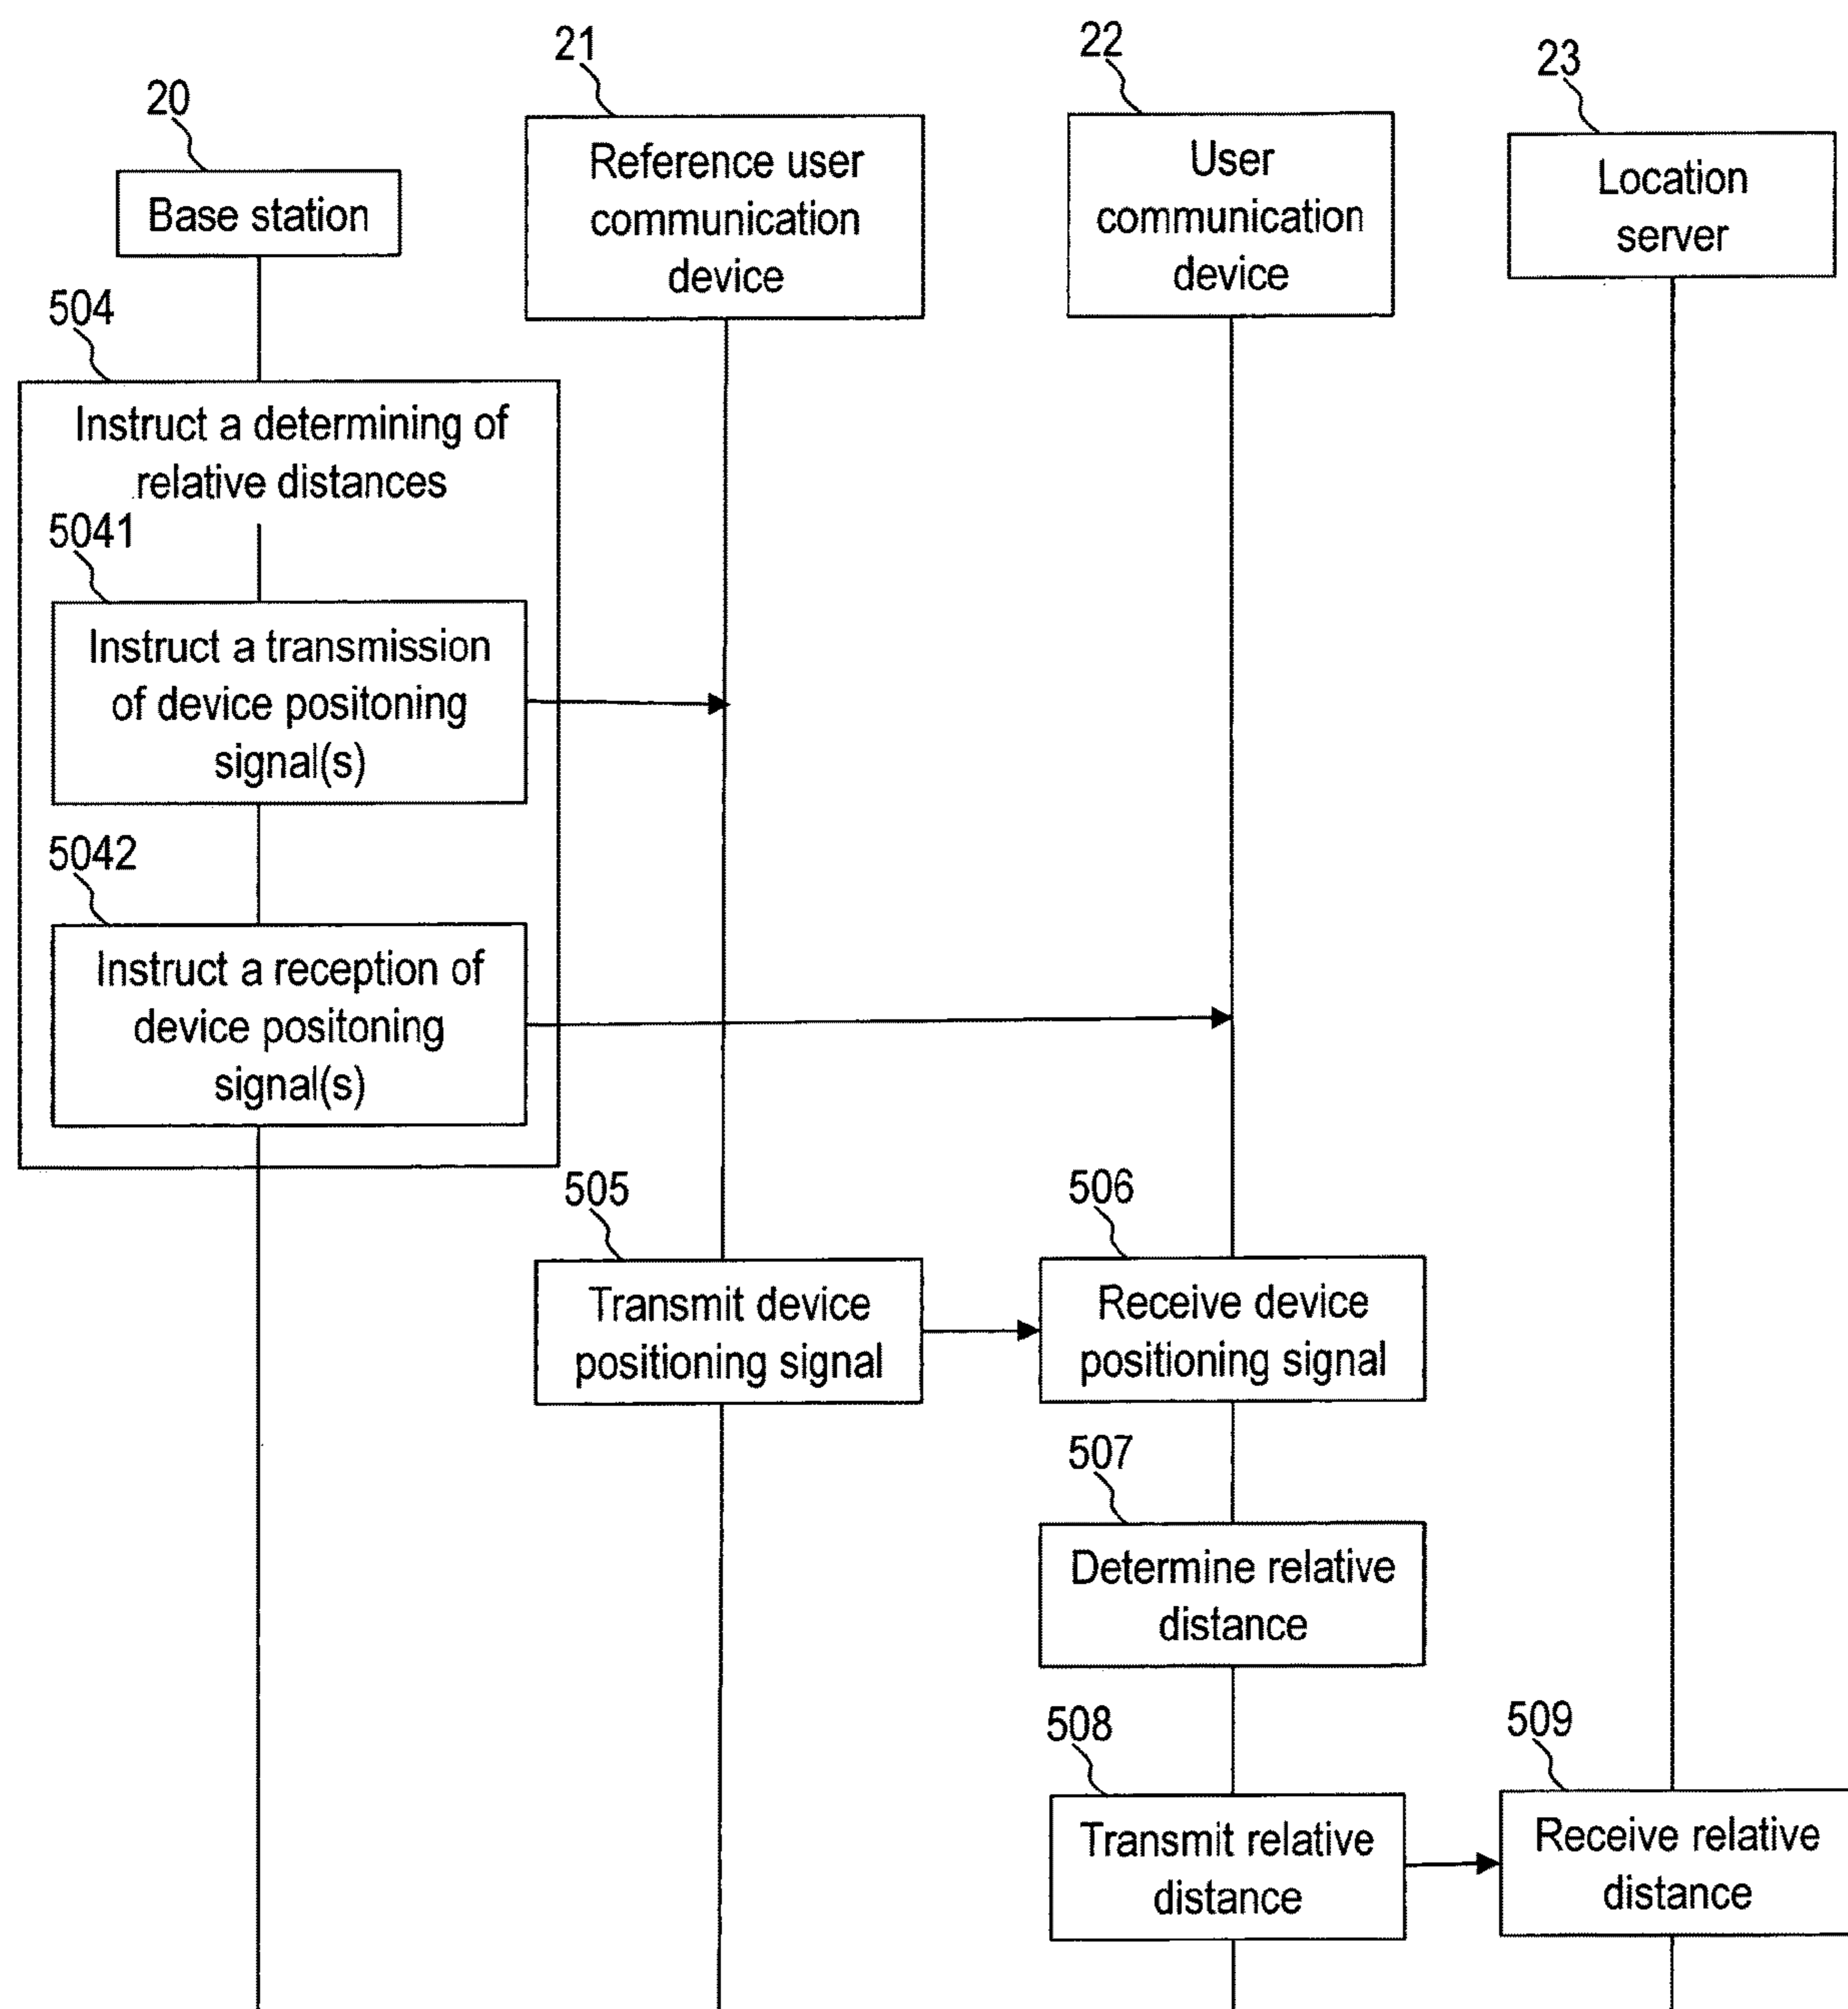 20
Base station
21
Reference user
communication
device
22
User
communication
device
23
Location
server
504
Instruct a determining of
relative distances
5041
Instruct a transmission
of device positoning
signal(s)
5042
Instruct a reception of
device positoning
signal(s)
505
Transmit device
positioning signal
506
Receive device
positioning signal
507
Determine relative
distance
508
Transmit relative
distance
509
Receive relative
distance